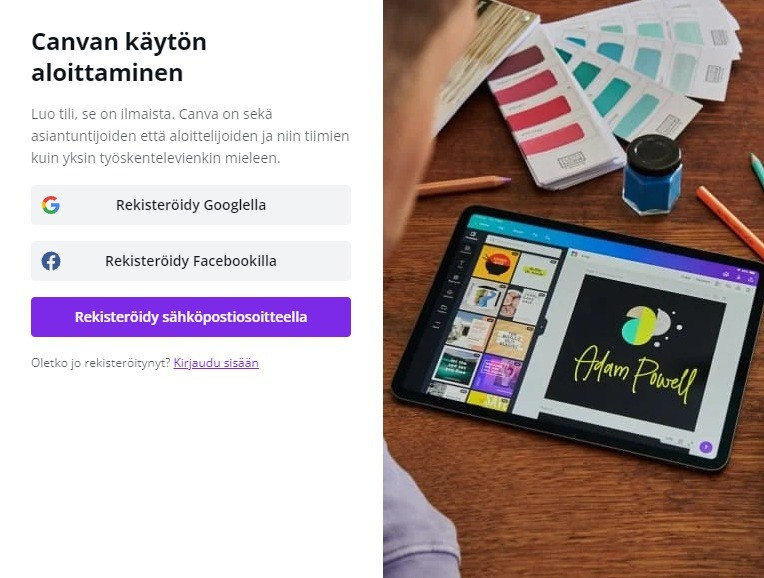 Canvan käytön
aloittaminen
Luo tili, se on ilmaista. Canva on sekä
asiantuntijoiden että aloittelijoiden ja niin tiimien
kuin yksin työskentelevienkin mieleen.
Rekisteröidy Googlella
Rekisteröidy Facebookilla
Rekisteröidy sähköpostiosoitteella
Oletko jo rekisteröitynyt? Kirjaudu sisään
Adam Powell